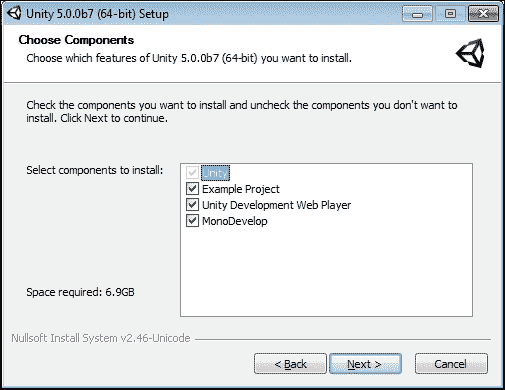 Unity 5.0.0b7 (64-bit) Setup
Choose Components
Choose which features of Unity 5.0.0b7 (64-bit) you want to install.
Check the components you want to install and uncheck the components you don't want to
install. Click Next to continue.
Select components to install:
Unity
Example Project
Unity Development Web Player
MonoDevelop
Space required: 6.9GB
Nullsoft Install System v2.46-Unicode
< Back
Next >
Cancel